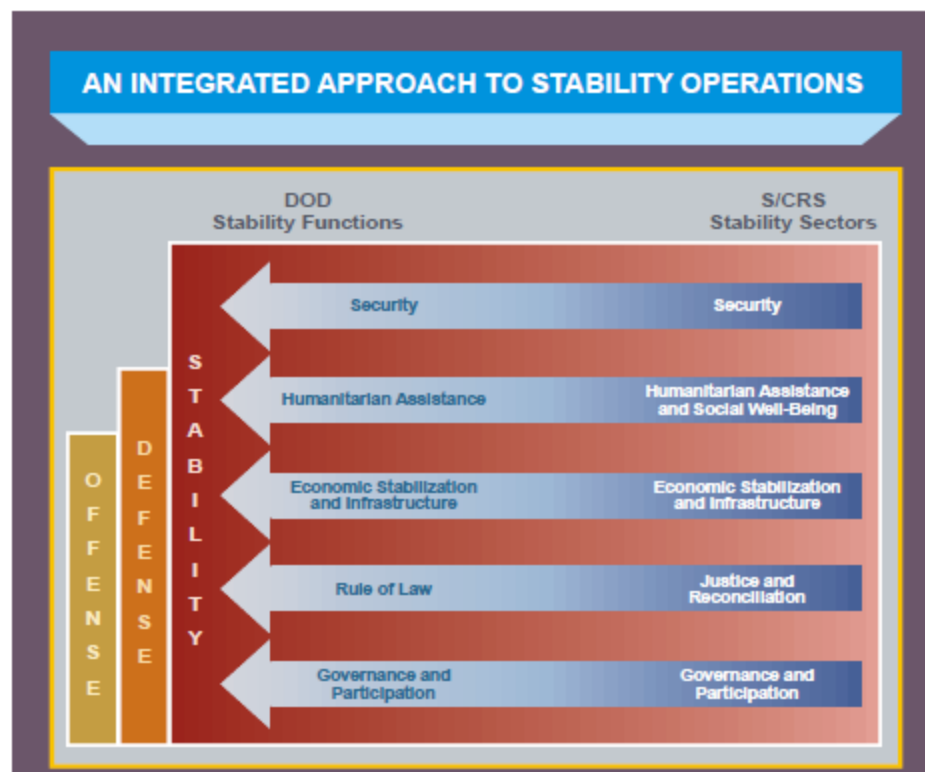 AN INTEGRATED APPROACH TO STABILITY OPERATIONS
DOD
Stability Functions
S/CRS
Stability Sectors
OFFENSE
DEFENSE
STABILITY
Security
Security
Humanitarian Assistance
Humanitarian Assistance
and Social Well-Being
Economic Stabilization
and Infrastructure
Economic Stabilization
and Infrastructure
Rule of Law
Justice and
Reconciliation
Governance and
Participation
Governance and
Participation